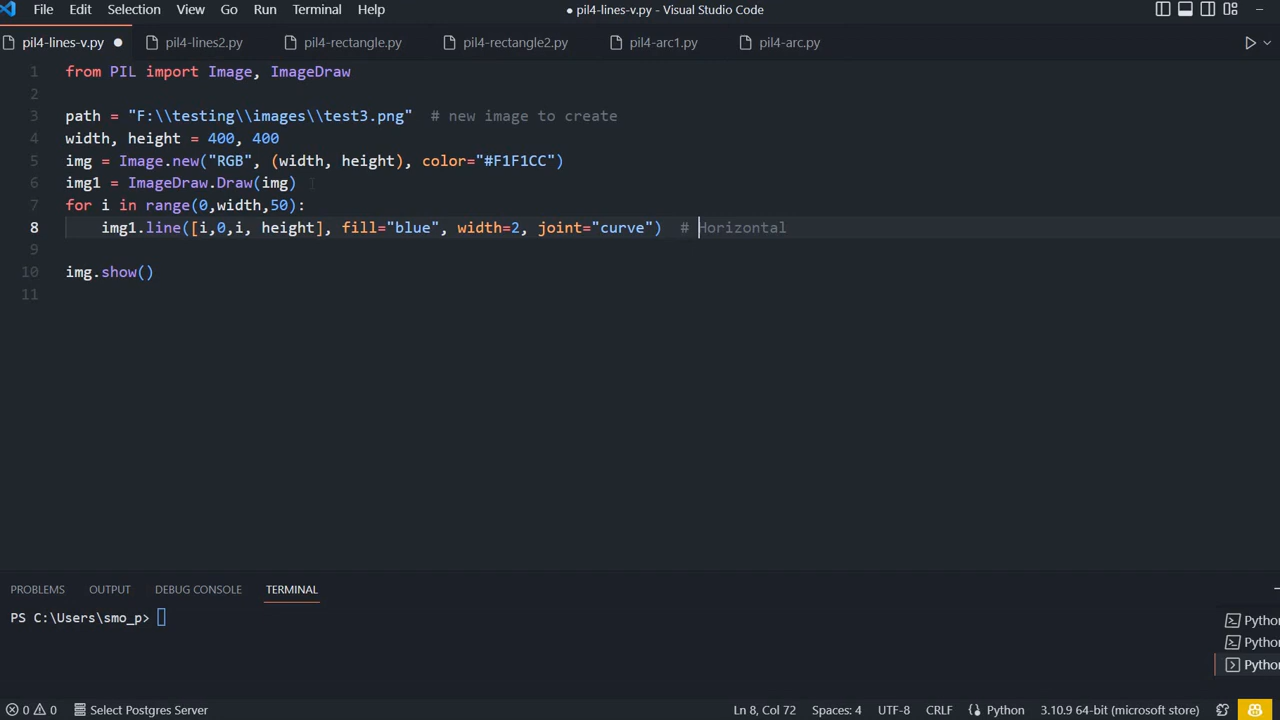 File Edit Selection View Go Run Terminal Help ● pil4-lines-v.py - Visual Studio Code
pil4-lines-v.py ● pil4-lines2.py pil4-rectangle.py pil4-rectangle2.py pil4-arc1.py pil4-arc.py
1 from PIL import Image, ImageDraw
2
3 path = "F:\\testing\\images\\test3.png"  # new image to create
4 width, height = 400, 400
5 img = Image.new("RGB", (width, height), color="#F1F1CC")
6 img1 = ImageDraw.Draw(img)
7 for i in range(0,width,50):
8     img1.line([i,0,i, height], fill="blue", width=2, joint="curve")  # Horizontal
9
10 img.show()
11
PROBLEMS OUTPUT DEBUG CONSOLE TERMINAL
PS C:\Users\smo_p>
Python
Python
Python
0 0 Select Postgres Server Ln 8, Col 72 Spaces: 4 UTF-8 CRLF Python 3.10.9 64-bit (microsoft store)